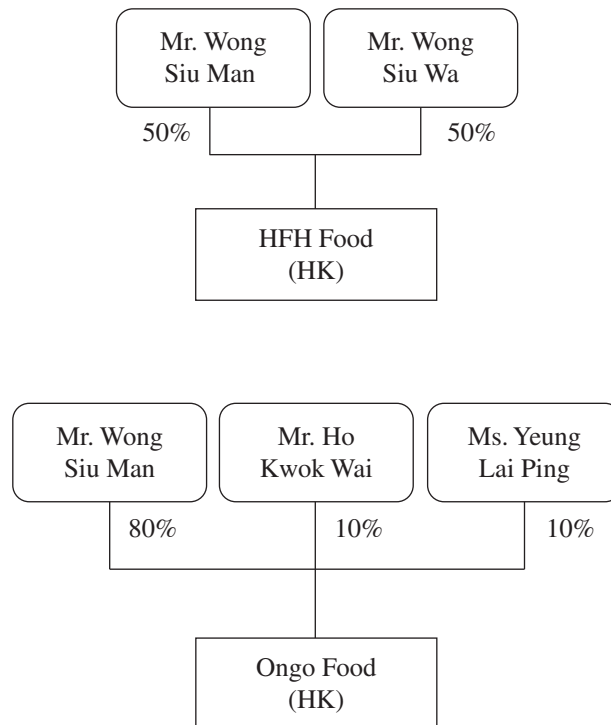 Mr. Wong
Siu Man
Mr. Wong
Siu Wa
50%
50%
HFH Food
(HK)
Mr. Wong
Siu Man
Mr. Ho
Kwok Wai
Ms. Yeung
Lai Ping
80%
10%
10%
Ongo Food
(HK)